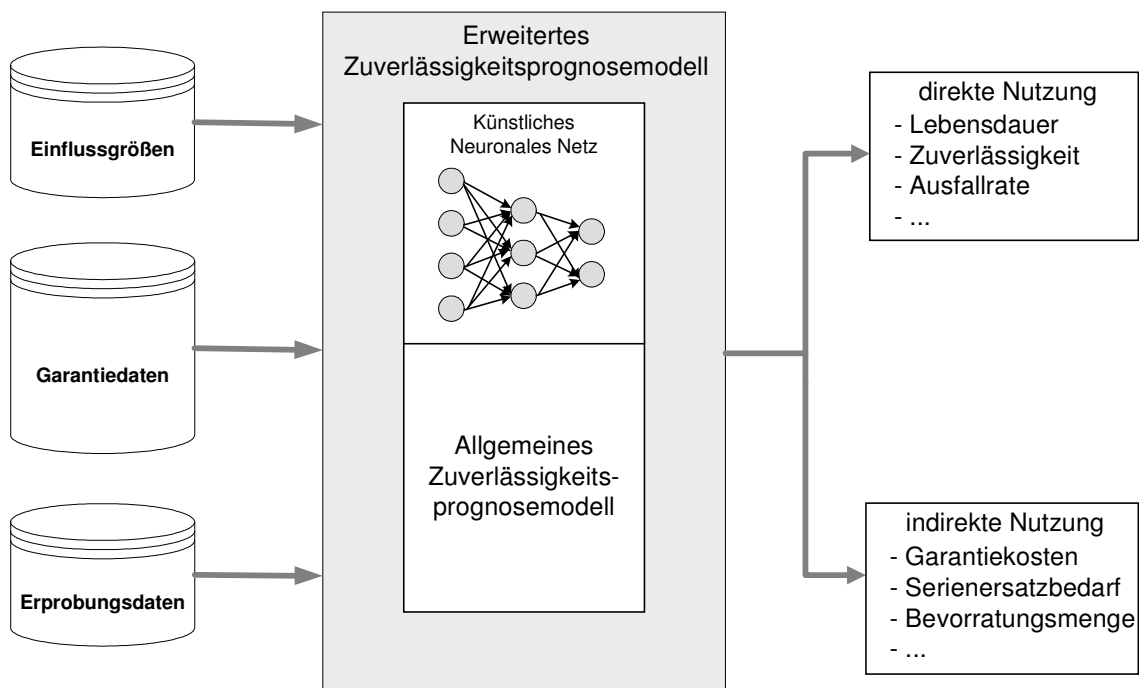 Einflussgrößen
Garantiedaten
Erprobungsdaten
Erweitertes
Zuverlässigkeitsprognosemodell
Künstliches
Neuronales Netz
Allgemeines
Zuverlässigkeits-
prognosemodell
direkte Nutzung
- Lebensdauer
- Zuverlässigkeit
- Ausfallrate
- ...
indirekte Nutzung
- Garantiekosten
- Serienersatzbedarf
- Bevorratungsmenge
- ...